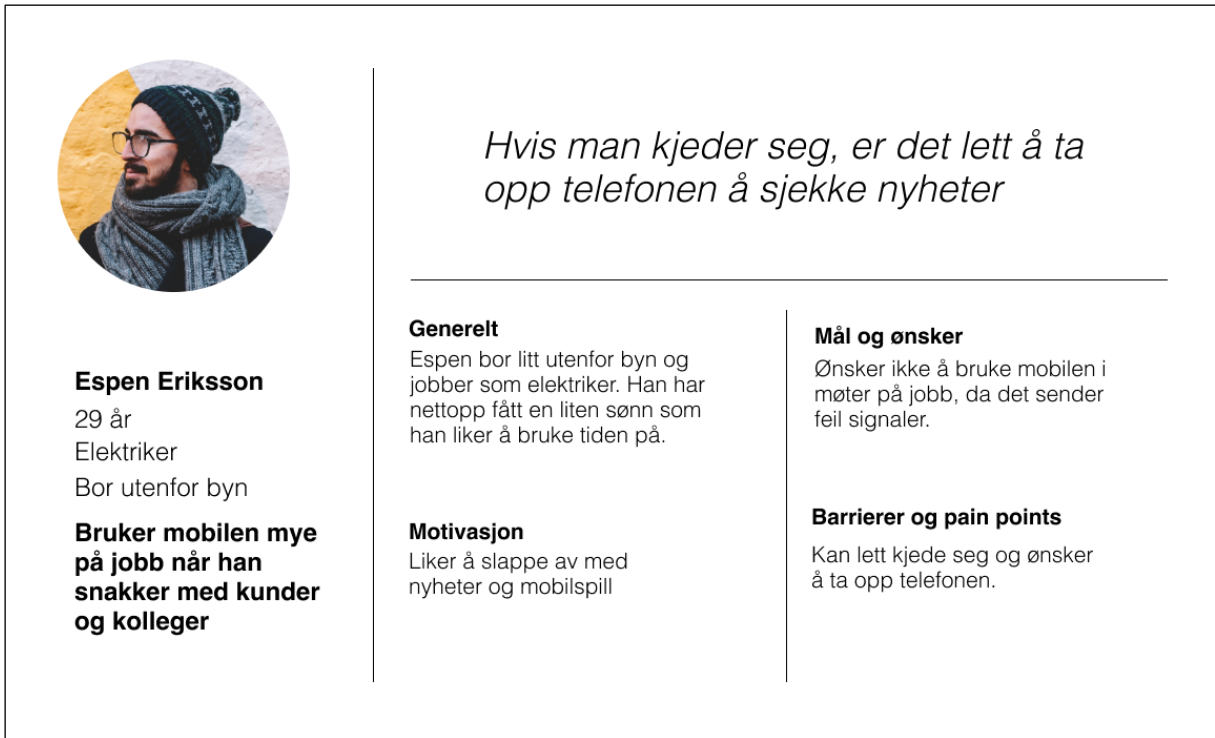 Hvis man kjeder seg, er det lett å ta
opp telefonen å sjekke nyheter
Espen Eriksson
29 år
Elektriker
Bor utenfor byn
Bruker mobilen mye
på jobb når han
snakker med kunder
og kolleger
Generelt
Espen bor litt utenfor byn og
jobber som elektriker. Han har
nettopp fått en liten sønn som
han liker å bruke tiden på.
Motivasjon
Liker å slappe av med
nyheter og mobilspill
Mål og ønsker
Ønsker ikke å bruke mobilen i
møter på jobb, da det sender
feil signaler.
Barrierer og pain points
Kan lett kjede seg og ønsker
å ta opp telefonen.